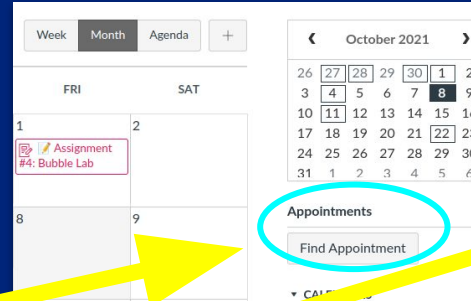 Week Month Agenda +
FRI SAT
1 2
Assignment
#4: Bubble Lab
8 9
October 2021
26 27 28 29 30 1 2
3 4 5 6 7 8 9
10 11 12 13 14 15 16
17 18 19 20 21 22 23
24 25 26 27 28 29 30
31 1 2 3 4 5 6
Appointments
Find Appointment